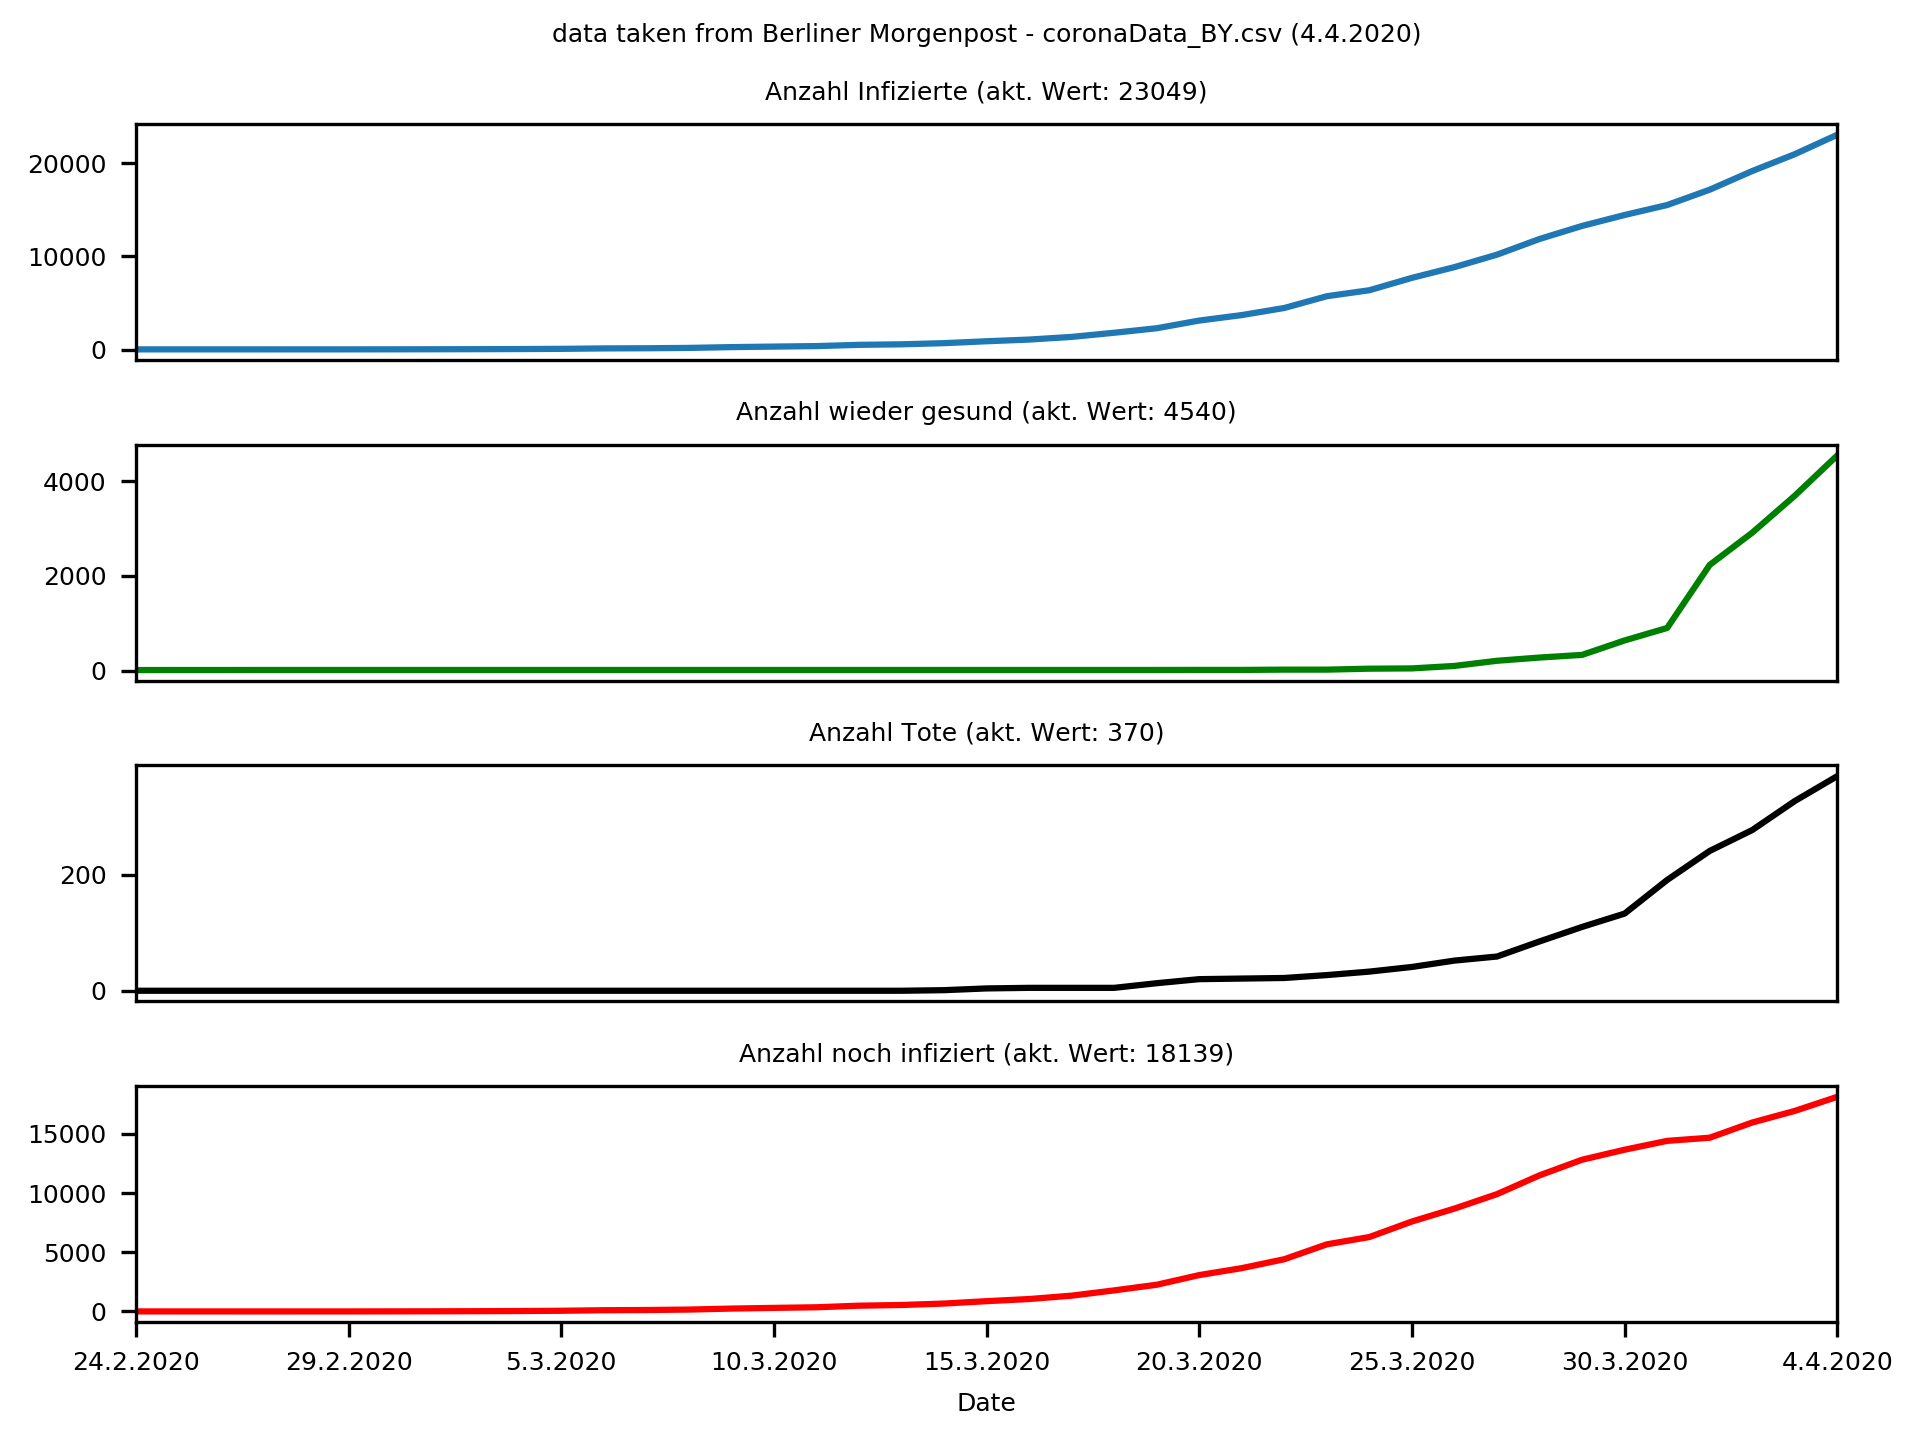 data taken from Berliner Morgenpost - coronaData_BY.csv (4.4.2020)
Anzahl Infizierte (akt. Wert: 23049)
20000
10000
0
Anzahl wieder gesund (akt. Wert: 4540)
4000
2000
0
Anzahl Tote (akt. Wert: 370)
200
0
Anzahl noch infiziert (akt. Wert: 18139)
15000
10000
5000
0
24.2.2020 29.2.2020 5.3.2020 10.3.2020 15.3.2020 20.3.2020 25.3.2020 30.3.2020 4.4.2020
Date